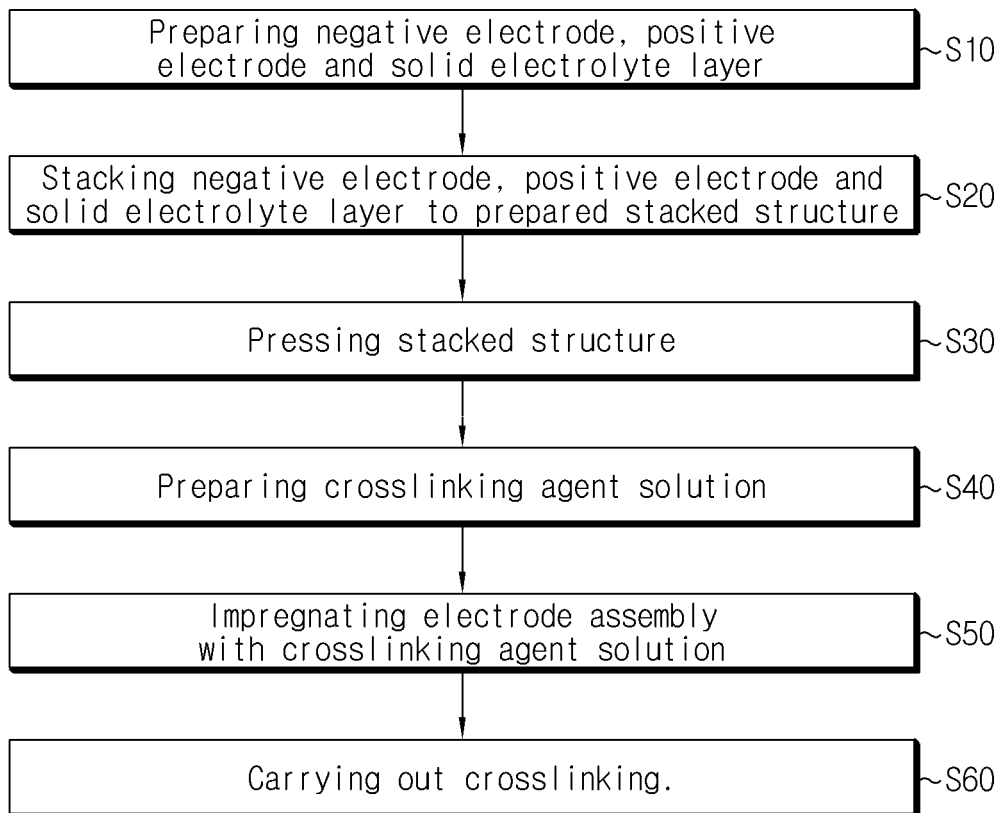 Preparing negative electrode, positive
electrode and solid electrolyte layer
~S10
Stacking negative electrode, positive electrode and
solid electrolyte layer to prepared stacked structure
~S20
Pressing stacked structure
~S30
Preparing crosslinking agent solution
~S40
Impregnating electrode assembly
with crosslinking agent solution
~S50
Carrying out crosslinking.
~S60